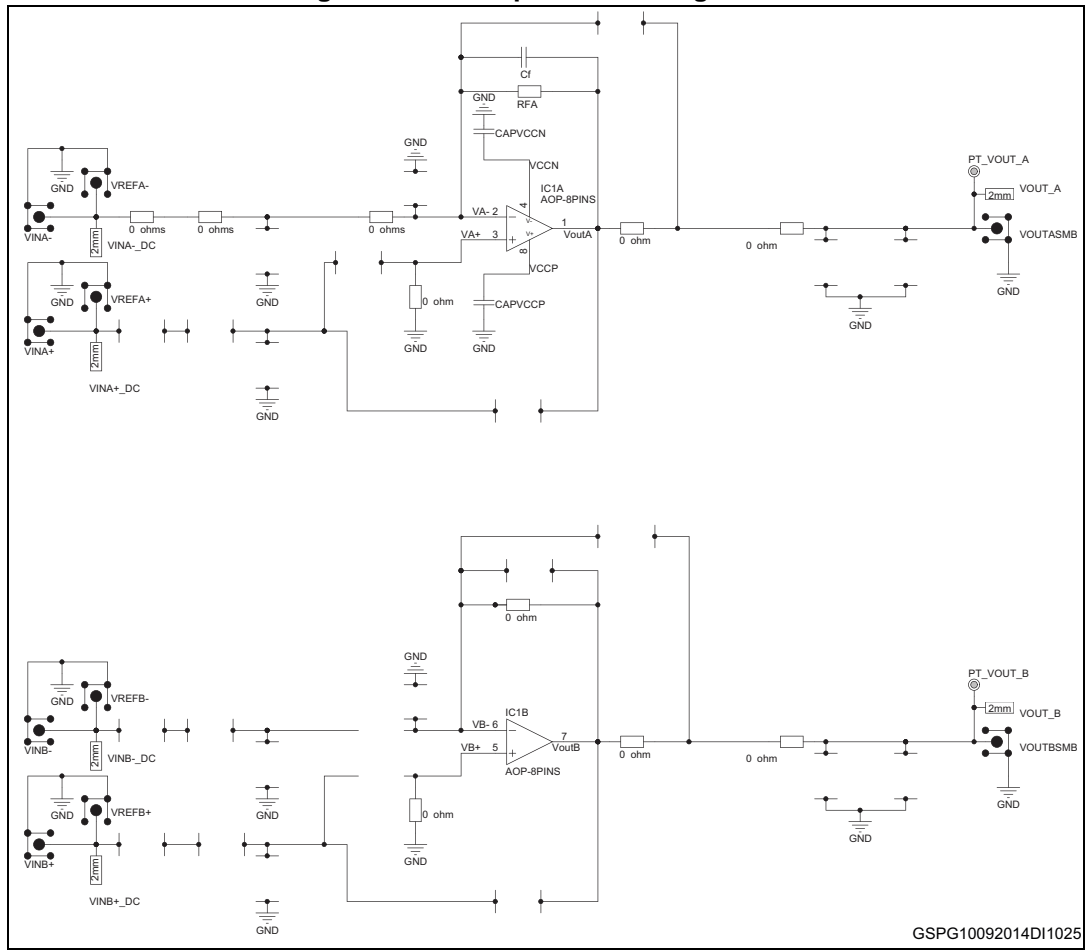 Cf
GND
RFA
CAPVCCN
GND
VCCN
PT_VOUT_A
VREFA-
GND
IC1A
AOP-8PINS
VOUT_A
2mm
4
VA- 2
V-
1
VINA-
2mm
VINA-_DC
0 ohms
0 ohms
0 ohms
VA+ 3
V+
VoutA
0 ohm
0 ohm
VOUTASMB
8
VCCP
GND
VREFA+
GND
0 ohm
CAPVCCP
GND
GND
VINA+
2mm
GND
GND
VINA+_DC
GND
0 ohm
GND
PT_VOUT_B
VREFB-
GND
IC1B
2mm
VOUT_B
VB- 6
7
VINB-
2mm
VINB-_DC
VB+ 5
VoutB
0 ohm
0 ohm
VOUTBSMB
AOP-8PINS
VREFB+
GND
GND
0 ohm
GND
GND
VINB+
2mm
GND
VINB+_DC
GND
GSPG10092014DI1025